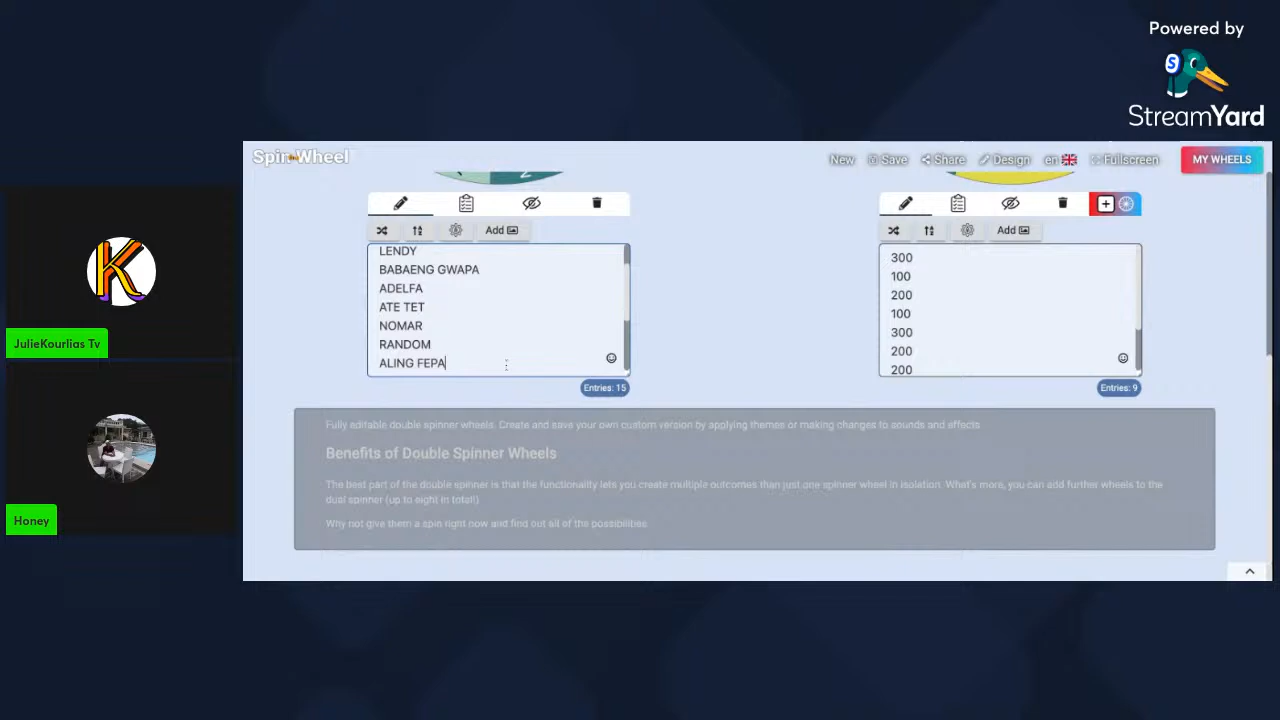 Powered by
S
StreamYard
Spin Wheel
New
Save
Share
Design
en
Fullscreen
MY WHEELS
1
2
Add
Add
LENDY
BABAENG GWAPA
ADELFA
ATE TET
NOMAR
RANDOM
ALING FEPA
Entries: 15
300
100
200
100
300
200
200
Entries: 9
Fully editable double spinner wheels. Create and save your own custom version by applying themes or making changes to sounds and effects
Benefits of Double Spinner Wheels
The best part of the double spinner is that the functionality lets you create multiple outcomes than just one spinner wheel in isolation. What's more, you can add further wheels to the
dual spinner (up to eight in total!)
Why not give them a spin right now and find out all of the possibilities.
K
JulieKourlias Tv
Honey